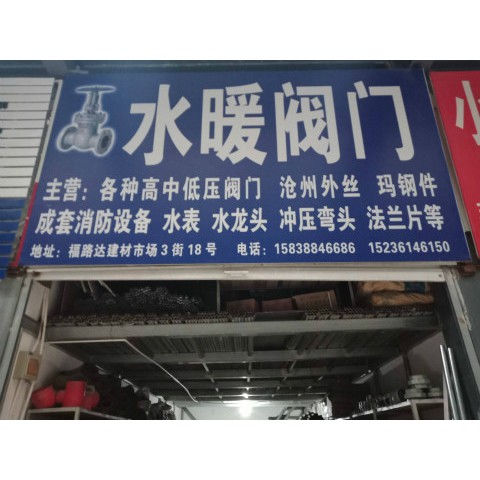 水暖阀门
主营：各种高中低压阀门 沧州外丝 玛钢件
成套消防设备 水表 水龙头 冲压弯头 法兰片等
地址：福路达建材市场3街18号 电话：15838846686 15236146150
小